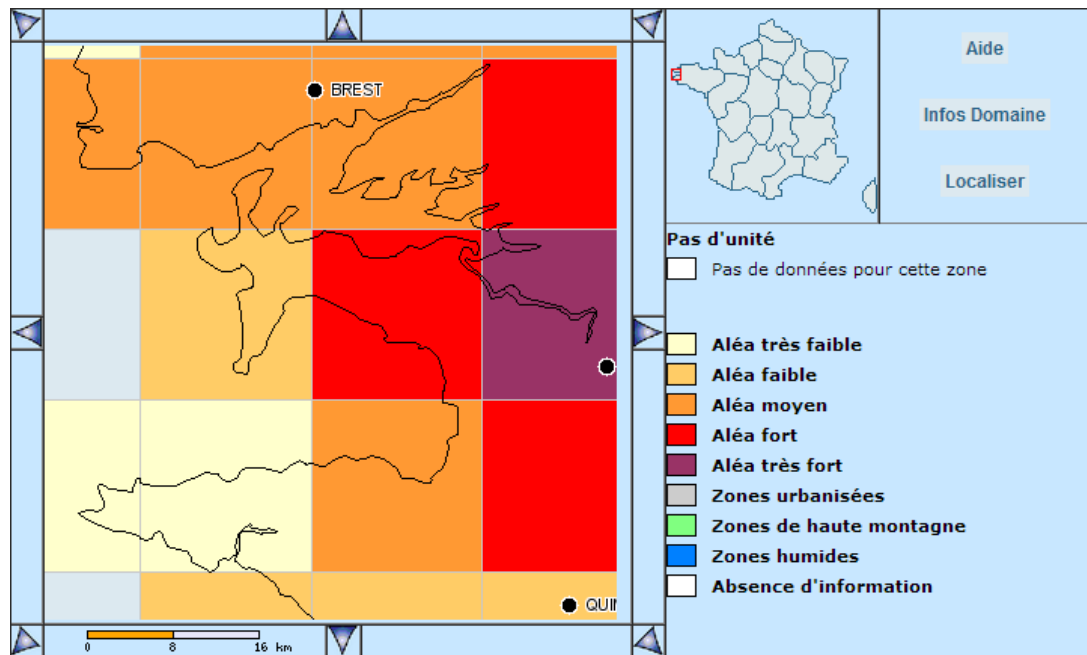 BREST
QUI
0 8 16 km
Aide
Infos Domaine
Localiser
Pas d'unité
Pas de données pour cette zone
Aléa très faible
Aléa faible
Aléa moyen
Aléa fort
Aléa très fort
Zones urbanisées
Zones de haute montagne
Zones humides
Absence d'information